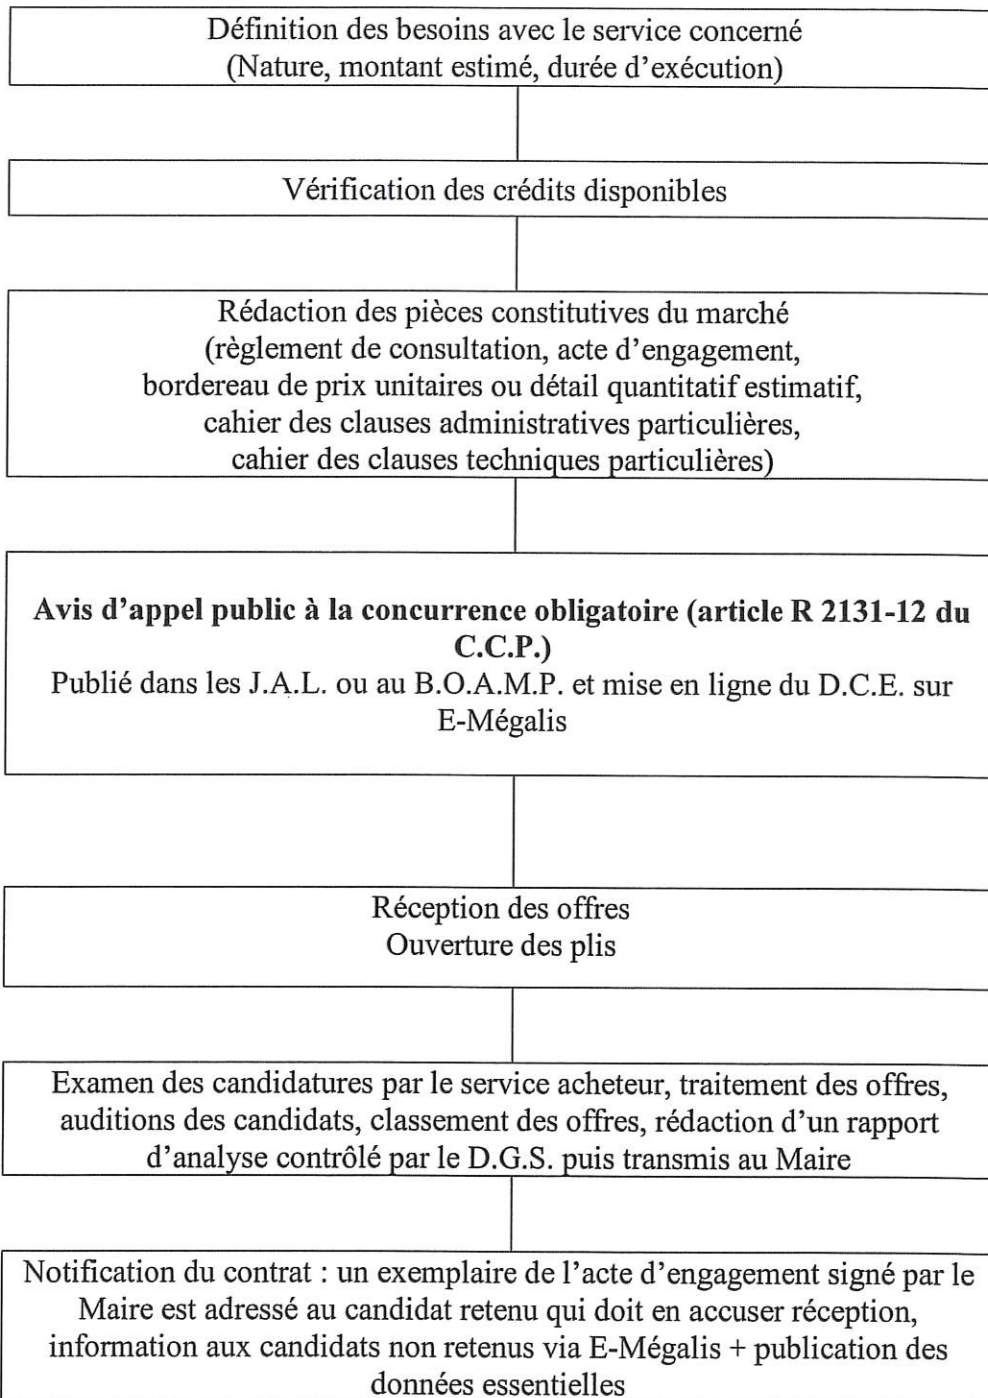 Définition des besoins avec le service concerné
(Nature, montant estimé, durée d’exécution)
Vérification des crédits disponibles
Rédaction des pièces constitutives du marché
(règlement de consultation, acte d’engagement,
bordereau de prix unitaires ou détail quantitatif estimatif,
cahier des clauses administratives particulières,
cahier des clauses techniques particulières)
Avis d’appel public à la concurrence obligatoire (article R 2131-12 du
C.C.P.)
Publié dans les J.A.L. ou au B.O.A.M.P. et mise en ligne du D.C.E. sur
E-Mégalis
Réception des offres
Ouverture des plis
Examen des candidatures par le service acheteur, traitement des offres,
auditions des candidats, classement des offres, rédaction d’un rapport
d’analyse contrôlé par le D.G.S. puis transmis au Maire
Notification du contrat : un exemplaire de l’acte d’engagement signé par le
Maire est adressé au candidat retenu qui doit en accuser réception,
information aux candidats non retenus via E-Mégalis + publication des
données essentielles